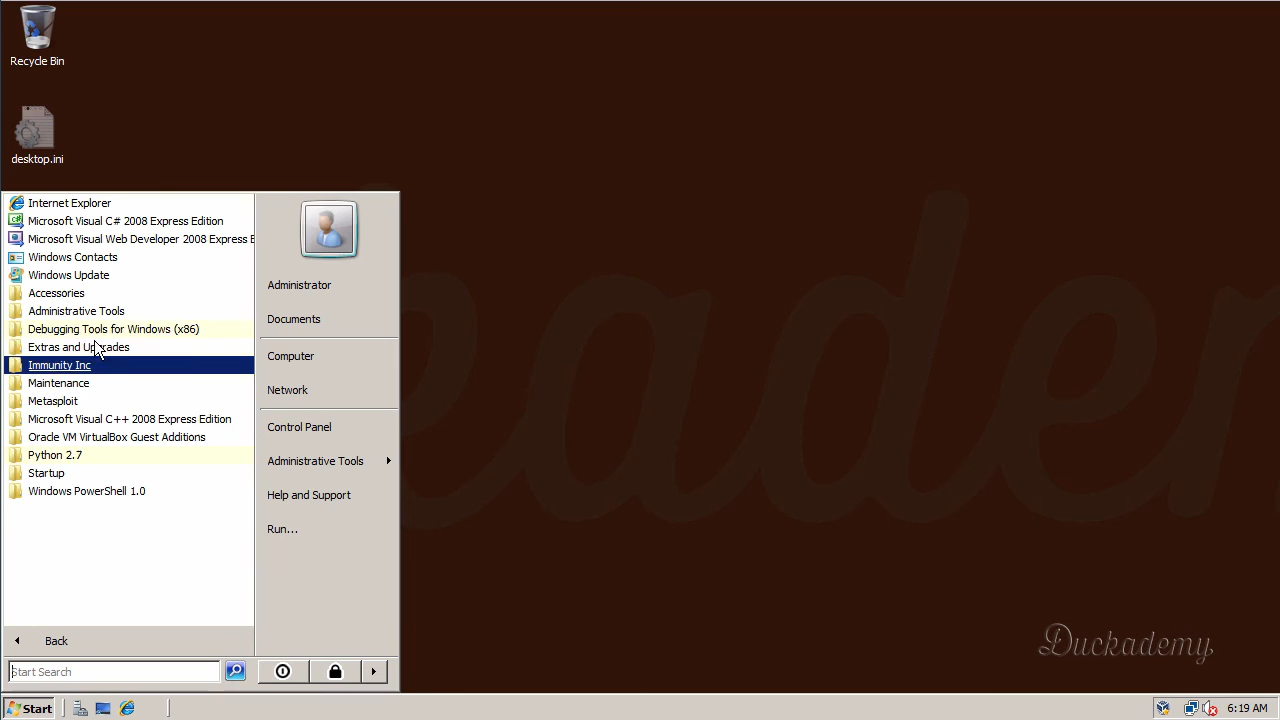 Recycle Bin
desktop.ini
Internet Explorer
Microsoft Visual C# 2008 Express Edition
Microsoft Visual Web Developer 2008 Express E
Windows Contacts
Windows Update
Accessories
Administrative Tools
Debugging Tools for Windows (x86)
Extras and Upgrades
Immunity Inc
Maintenance
Metasploit
Microsoft Visual C++ 2008 Express Edition
Oracle VM VirtualBox Guest Additions
Python 2.7
Startup
Windows PowerShell 1.0
Back
Start Search
Administrator
Documents
Computer
Network
Control Panel
Administrative Tools
Help and Support
Run...
eader
Duckademy
Start
6:19 AM